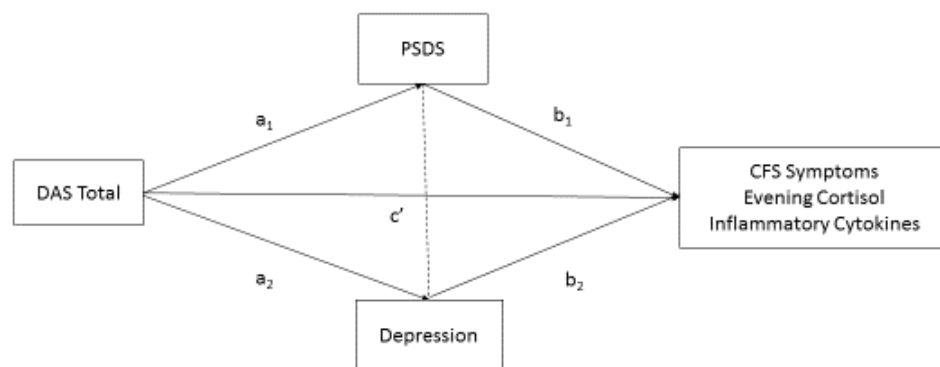 PSDS
a₁
b₁
DAS Total
CFS Symptoms
Evening Cortisol
Inflammatory Cytokines
c'
a₂
b₂
Depression